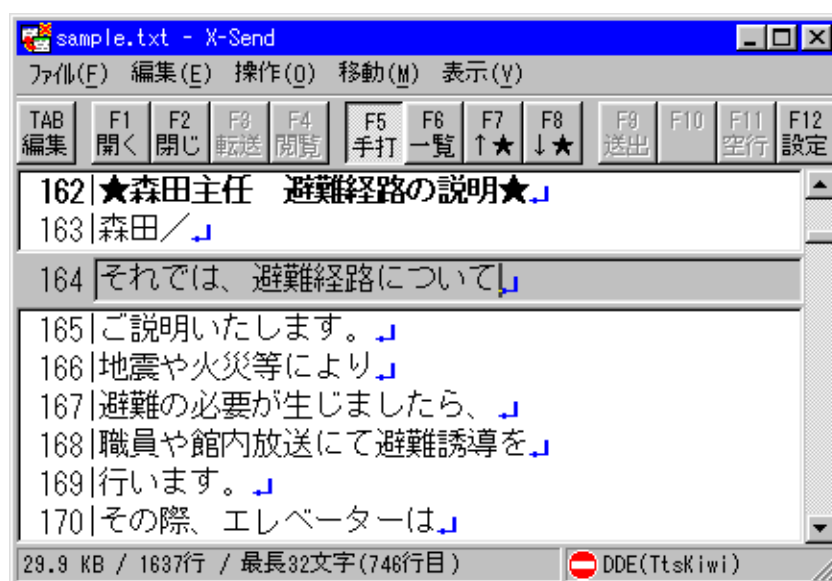 sample.txt - X-Send
ﾌｧｲﾙ(F) 編集(E) 操作(O) 移動(M) 表示(V)
TAB F1 F2 F3 F4 F5 F6 F7 F8 F9 F10 F11 F12
編集 開く 閉じ 転送 閲覧 手打 一覧 ↑★ ↓★ 送出 空行 設定
162|★森田主任　避難経路の説明★
163|森田／
164 それでは、避難経路について
165|ご説明いたします。
166|地震や火災等により
167|避難の必要が生じましたら、
168|職員や館内放送にて避難誘導を
169|行います。
170|その際、エレベーターは
29.9 KB / 1637行 / 最長32文字(746行目) DDE(TtsKiwi)